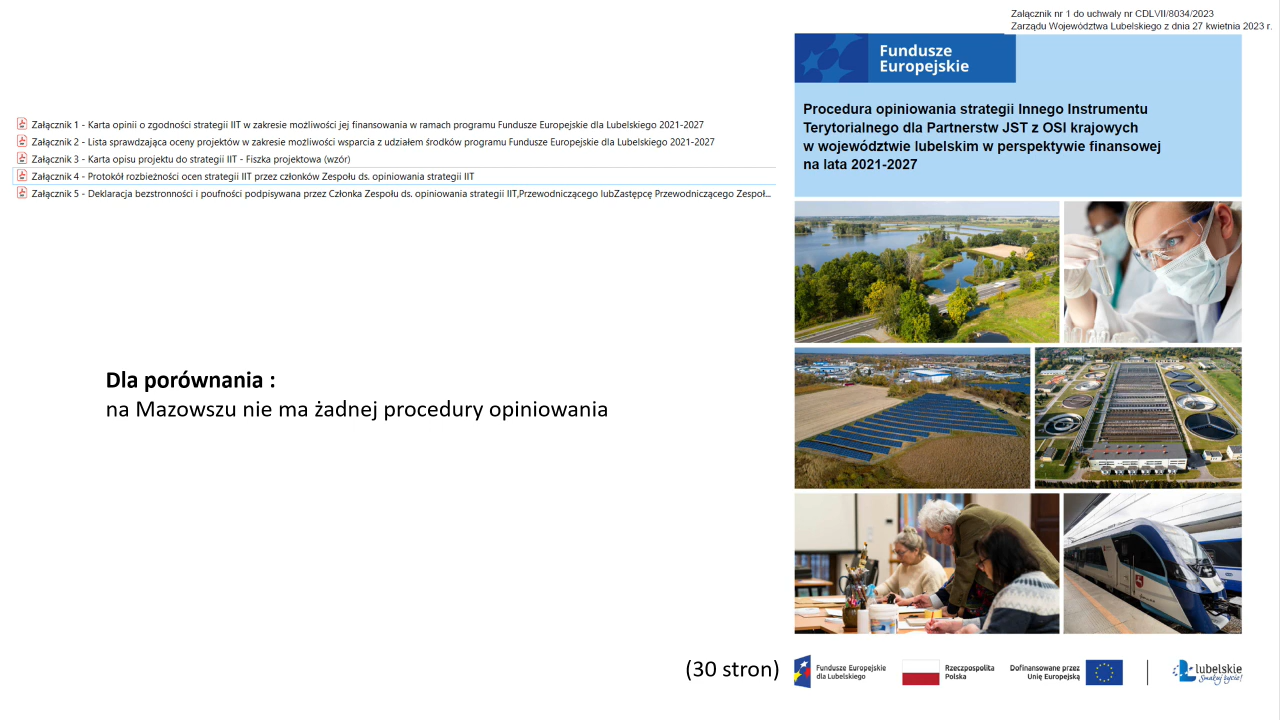 Załącznik nr 1 do uchwały nr CDLVII/8034/2023
Zarządu Województwa Lubelskiego z dnia 27 kwietnia 2023 r.
Fundusze
Europejskie
Procedura opiniowania strategii Innego Instrumentu
Terytorialnego dla Partnerstw JST z OSI krajowych
w województwie lubelskim w perspektywie finansowej
na lata 2021-2027
Załącznik 1 - Karta opinii o zgodności strategii IIT w zakresie możliwości jej finansowania w ramach programu Fundusze Europejskie dla Lubelskiego 2021-2027
Załącznik 2 - Lista sprawdzająca oceny projektów w zakresie możliwości wsparcia z udziałem środków programu Fundusze Europejskie dla Lubelskiego 2021-2027
Załącznik 3 - Karta opisu projektu do strategii IIT - Fiszka projektowa (wzór)
Załącznik 4 - Protokół rozbieżności ocen strategii IIT przez członków Zespołu ds. opiniowania strategii IIT
Załącznik 5 - Deklaracja bezstronności i poufności podpisywana przez Członka Zespołu ds. opiniowania strategii IIT,Przewodniczącego lubZastępcę Przewodniczącego Zespoł...
Dla porównania :
na Mazowszu nie ma żadnej procedury opiniowania
(30 stron)
Fundusze Europejskie
dla Lubelskiego
Rzeczpospolita
Polska
Dofinansowane przez
Unię Europejską
lubelskie
Smakuj życie!